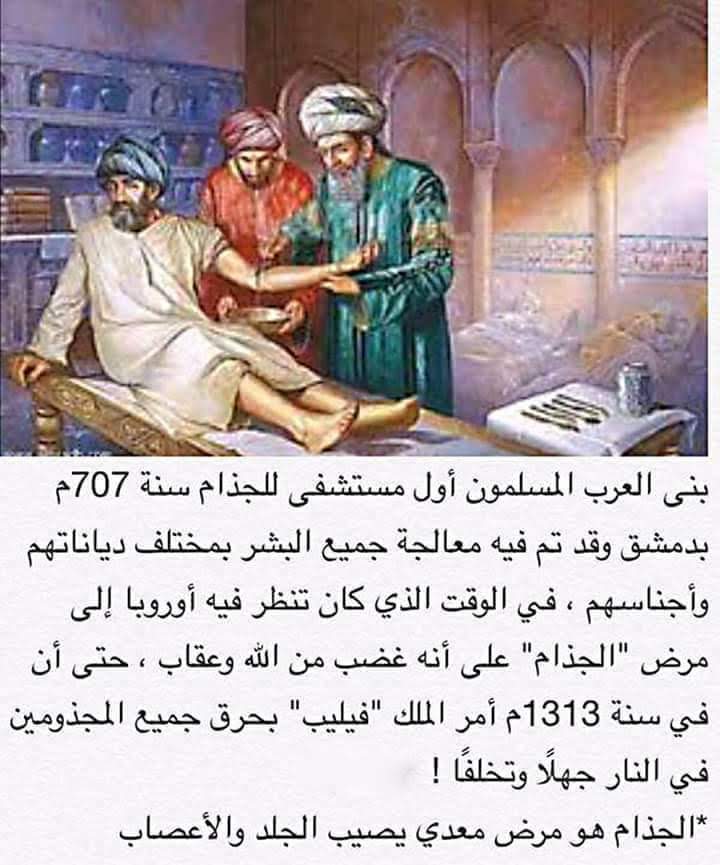 بنى العرب المسلمون أول مستشفى للجذام سنة 707م
بدمشق وقد تم فيه معالجة جميع البشر بمختلف دياناتهم
وأجناسهم ، في الوقت الذي كان تنظر فيه أوروبا إلى
مرض "الجذام" على أنه غضب من الله وعقاب ، حتى أن
في سنة 1313م أمر الملك "فيليب" بحرق جميع المجذومين
في النار جهلًا وتخلفًا !
*الجذام هو مرض معدي يصيب الجلد والأعصاب